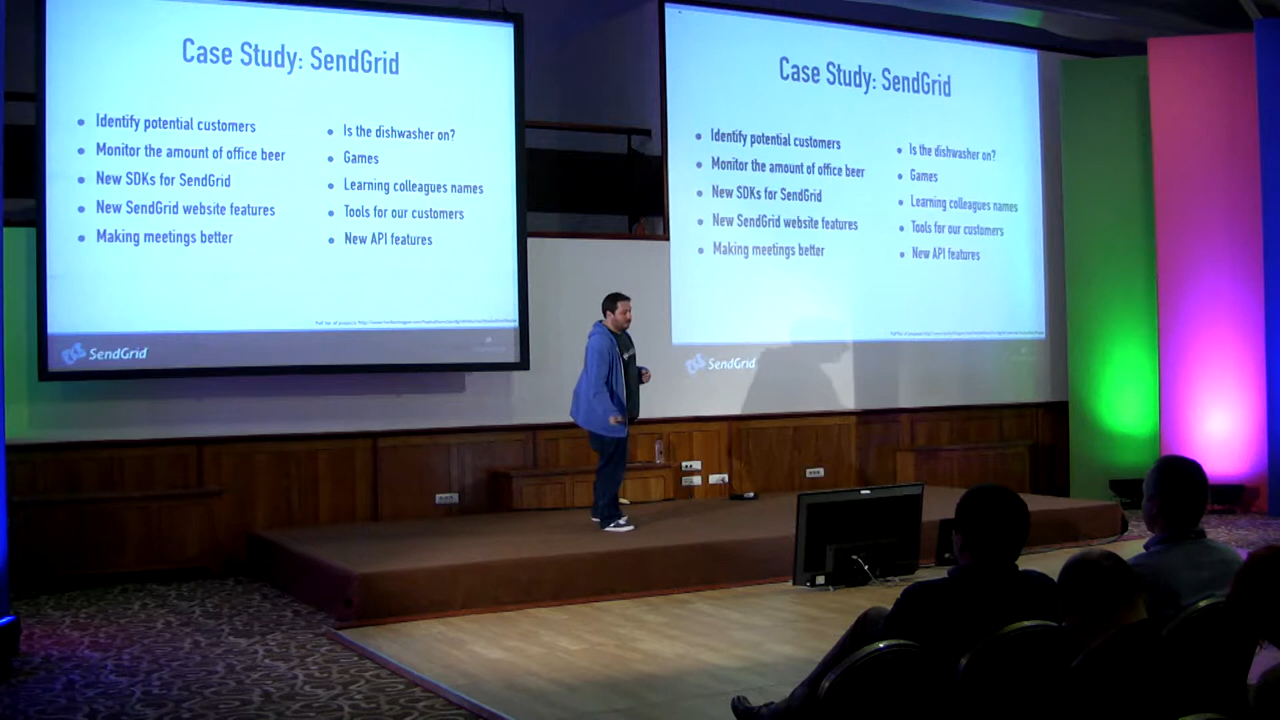 Case Study: SendGrid
Identify potential customers
Monitor the amount of office beer
New SDKs for SendGrid
New SendGrid website features
Making meetings better
Is the dishwasher on?
Games
Learning colleagues names
Tools for our customers
New API features
SendGrid
Case Study: SendGrid
Identify potential customers
Monitor the amount of office beer
New SDKs for SendGrid
New SendGrid website features
Making meetings better
Is the dishwasher on?
Games
Learning colleagues names
Tools for our customers
New API features
SendGrid